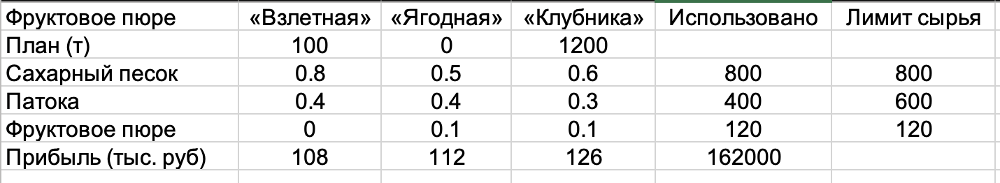 Фруктовое пюре «Взлетная» «Ягодная» «Клубника» Использовано Лимит сырья
План (т) 100 0 1200
Сахарный песок 0.8 0.5 0.6 800 800
Патока 0.4 0.4 0.3 400 600
Фруктовое пюре 0 0.1 0.1 120 120
Прибыль (тыс. руб) 108 112 126 162000